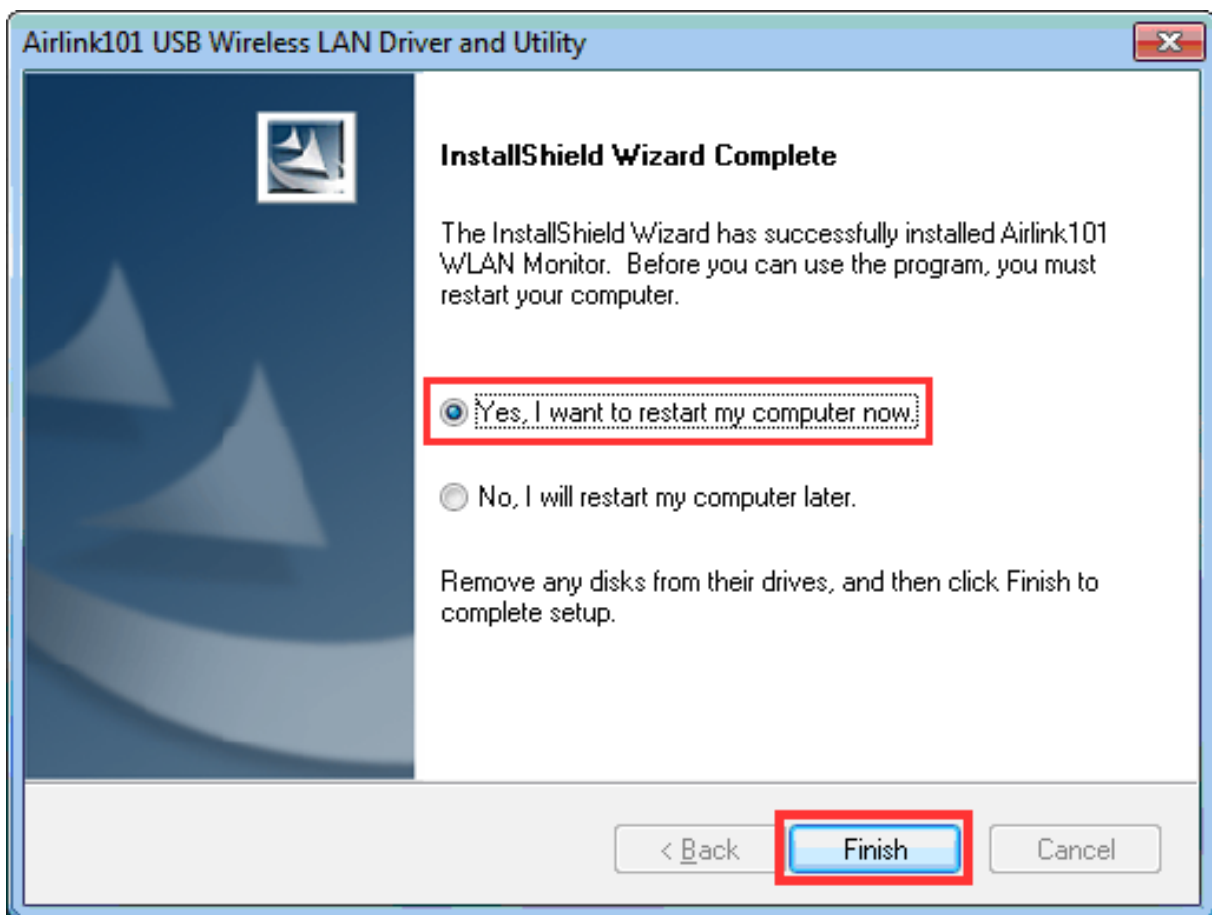 Airlink101 USB Wireless LAN Driver and Utility
InstallShield Wizard Complete
The InstallShield Wizard has successfully installed Airlink101
WLAN Monitor.  Before you can use the program, you must
restart your computer.
Yes, I want to restart my computer now.
No, I will restart my computer later.
Remove any disks from their drives, and then click Finish to
complete setup.
< Back
Finish
Cancel